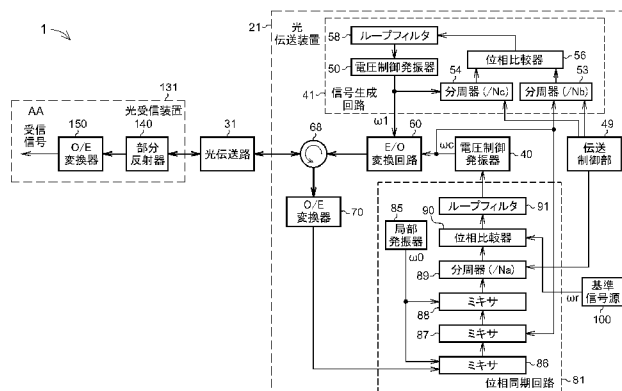 1
21
光
伝送装置
58
ループフィルタ
50
電圧制御発振器
位相比較器
56
54
53
分周器(/Nc)
分周器(/Nb)
41
信号生成
回路
ω1
131
AA
光受信装置
受信
信号
150
O/E
変換器
140
部分
反射器
31
光伝送路
68
60
E/O
変換回路
ωc
電圧制御
発振器
40
49
伝送
制御部
O/E
変換器
70
85
局部
発振器
ω0
ループフィルタ
91
90
位相比較器
89
分周器(/Na)
ミキサ
88
87
ミキサ
ミキサ
86
ωr
基準
信号源
100
位相同期回路
81